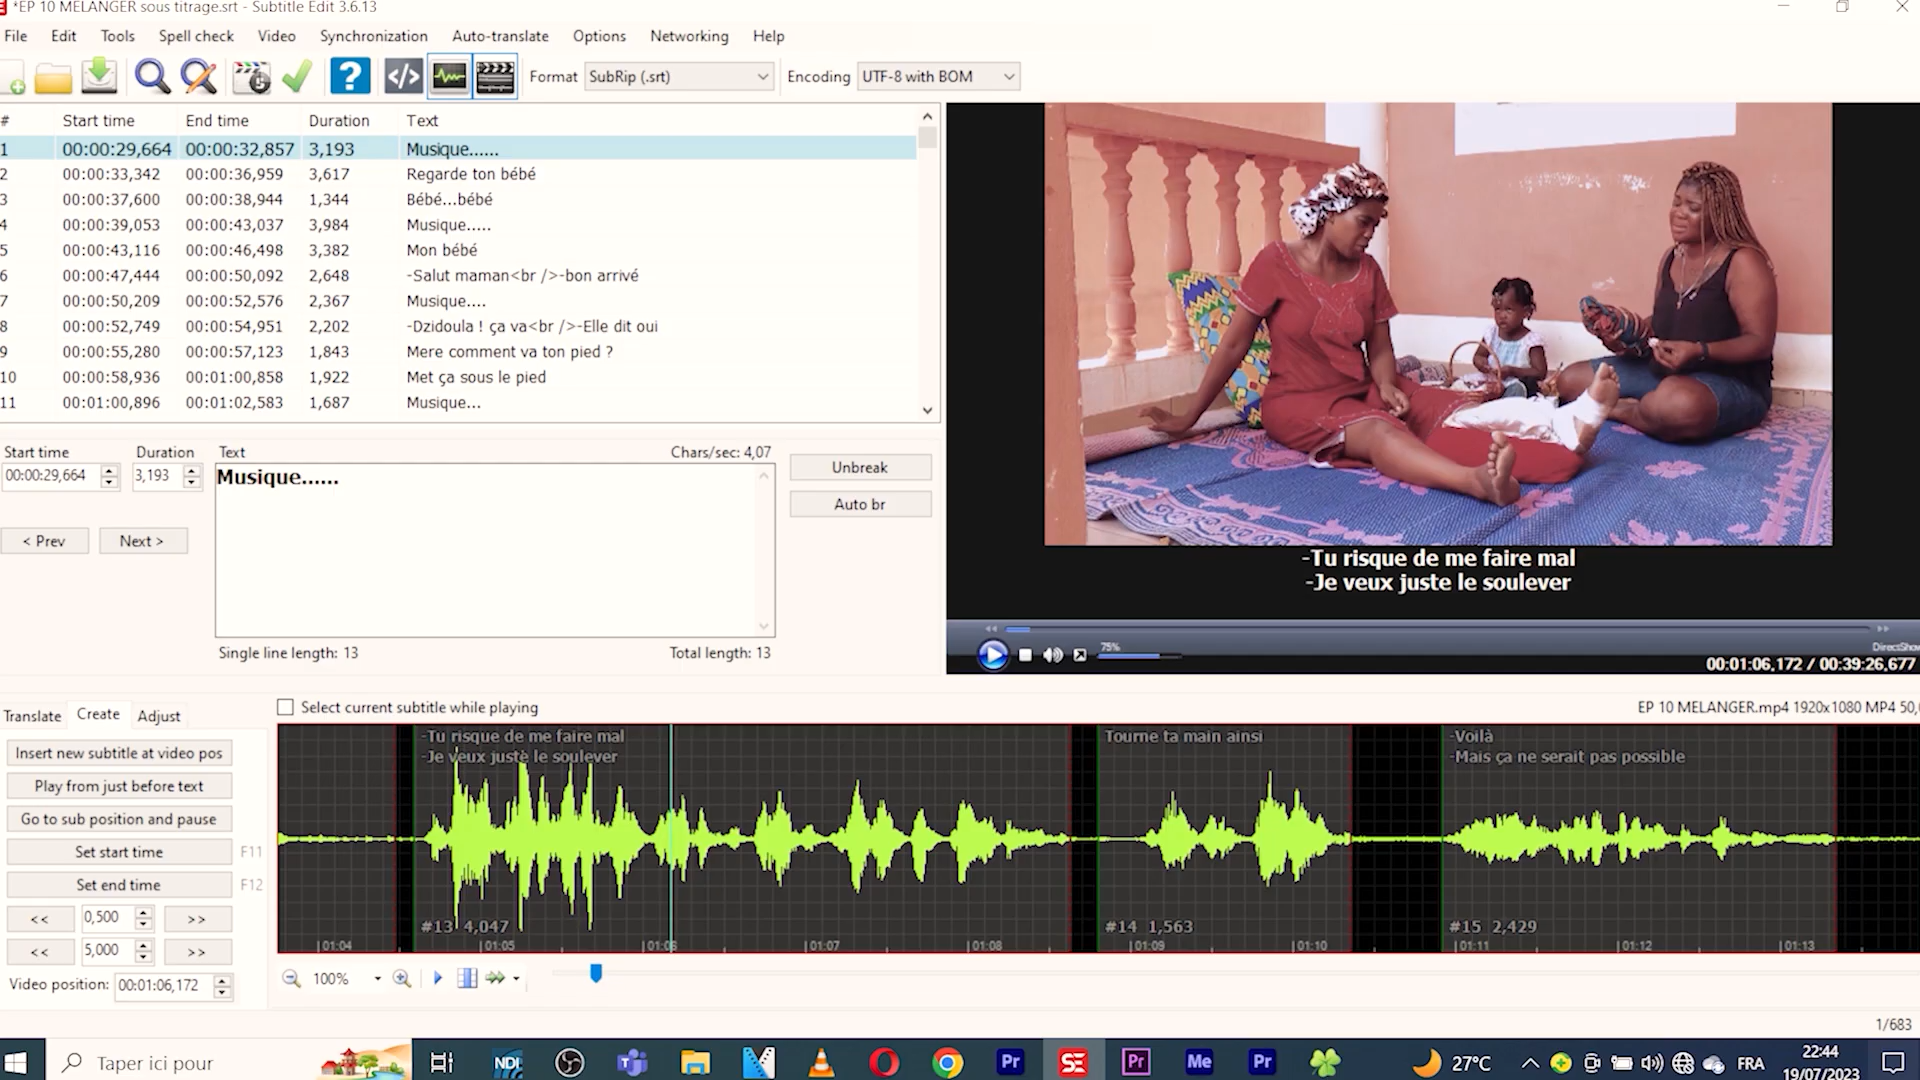 *EP 10 MELANGER sous titrage.srt - Subtitle Edit 3.6.13
File Edit Tools Spell check Video Synchronization Auto-translate Options Networking Help
Format SubRip (.srt) Encoding UTF-8 with BOM
# Start time End time Duration Text
1 00:00:29,664 00:00:32,857 3,193 Musique......
2 00:00:33,342 00:00:36,959 3,617 Regarde ton bébé
3 00:00:37,600 00:00:38,944 1,344 Bébé...bébé
4 00:00:39,053 00:00:43,037 3,984 Musique.....
5 00:00:43,116 00:00:46,498 3,382 Mon bébé
6 00:00:47,444 00:00:50,092 2,648 -Salut maman<br />-bon arrivé
7 00:00:50,209 00:00:52,576 2,367 Musique....
8 00:00:52,749 00:00:54,951 2,202 -Dzidoula ! ça va<br />-Elle dit oui
9 00:00:55,280 00:00:57,123 1,843 Mere comment va ton pied ?
10 00:00:58,936 00:01:00,858 1,922 Met ça sous le pied
11 00:01:00,896 00:01:02,583 1,687 Musique...
Start time Duration Text Chars/sec: 4,07
00:00:29,664 3,193 Musique......
Unbreak
Auto br
< Prev Next >
Single line length: 13 Total length: 13
-Tu risque de me faire mal
-Je veux juste le soulever
75%
DirectShow
00:01:06,172 / 00:39:26,677
Translate Create Adjust
Select current subtitle while playing
EP 10 MELANGER.mp4 1920x1080 MP4 50,0
Insert new subtitle at video pos
Play from just before text
Go to sub position and pause
Set start time F11
Set end time F12
<< 0,500 >>
<< 5,000 >>
Video position: 00:01:06,172
-Tu risque de me faire mal
-Je veux juste le soulever
Tourne ta main ainsi
-Voilà
-Mais ça ne serait pas possible
#13 4,047 #14 1,563 #15 2,429
01:04 01:05 01:06 01:07 01:08 01:09 01:10 01:11 01:12 01:13
100%
1/683
Taper ici pour
NDI Pr SE Pr Me Pr
27°C FRA
22:44
19/07/2023